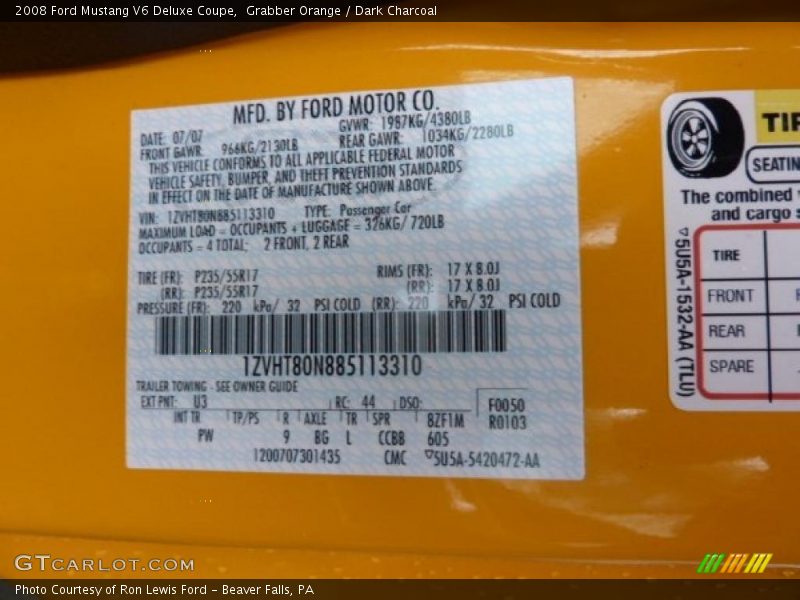 2008 Ford Mustang V6 Deluxe Coupe,  Grabber Orange / Dark Charcoal
MFD. BY FORD MOTOR CO.
DATE: 07/07 GVWR: 1987KG/4380LB
FRONT GAWR: 966KG/2130LB REAR GAWR: 1034KG/2280LB
THIS VEHICLE CONFORMS TO ALL APPLICABLE FEDERAL MOTOR
VEHICLE SAFETY, BUMPER, AND THEFT PREVENTION STANDARDS
IN EFFECT ON THE DATE OF MANUFACTURE SHOWN ABOVE.
VIN: 1ZVHT80N885113310 TYPE: Passenger Car
MAXIMUM LOAD = OCCUPANTS + LUGGAGE = 326KG/ 720LB
OCCUPANTS = 4 TOTAL; 2 FRONT, 2 REAR
TIRE (FR): P235/55R17 RIMS (FR): 17 X 8.0J
(RR): P235/55R17 (RR): 17 X 8.0J
PRESSURE (FR): 220 kPa/ 32 PSI COLD (RR): 220 kPa/ 32 PSI COLD
1ZVHT80N885113310
TRAILER TOWING - SEE OWNER GUIDE
EXT PNT: U3 RC: 44 DSO: F0050
INT TR TP/PS R AXLE TR SPR 8ZF1M R0103
PW 9 BG L CCBB 605
1200707301435 CMC ▽5U5A-5420472-AA
SEATING
The combined
and cargo
TIRE
FRONT
REAR
SPARE
▽5U5A-1532-AA (TLU)
GTCARLOT.COM
Photo Courtesy of Ron Lewis Ford – Beaver Falls, PA